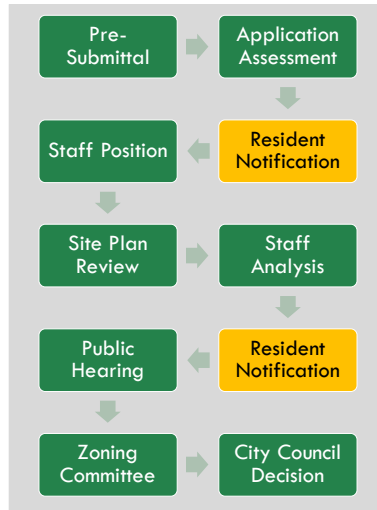 Pre-
Submittal
Application
Assessment
Resident
Notification
Staff Position
Site Plan
Review
Staff
Analysis
Resident
Notification
Public
Hearing
Zoning
Committee
City Council
Decision